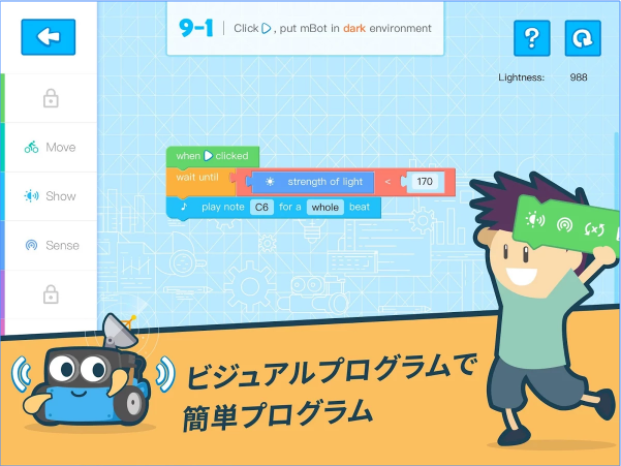 9-1 | Click ▷, put mBot in dark environment
?
Lightness: 988
Move
Show
Sense
when ▷ clicked
wait until strength of light < 170
♪ play note C6 for a whole beat
×5
ビジュアルプログラムで
簡単プログラム